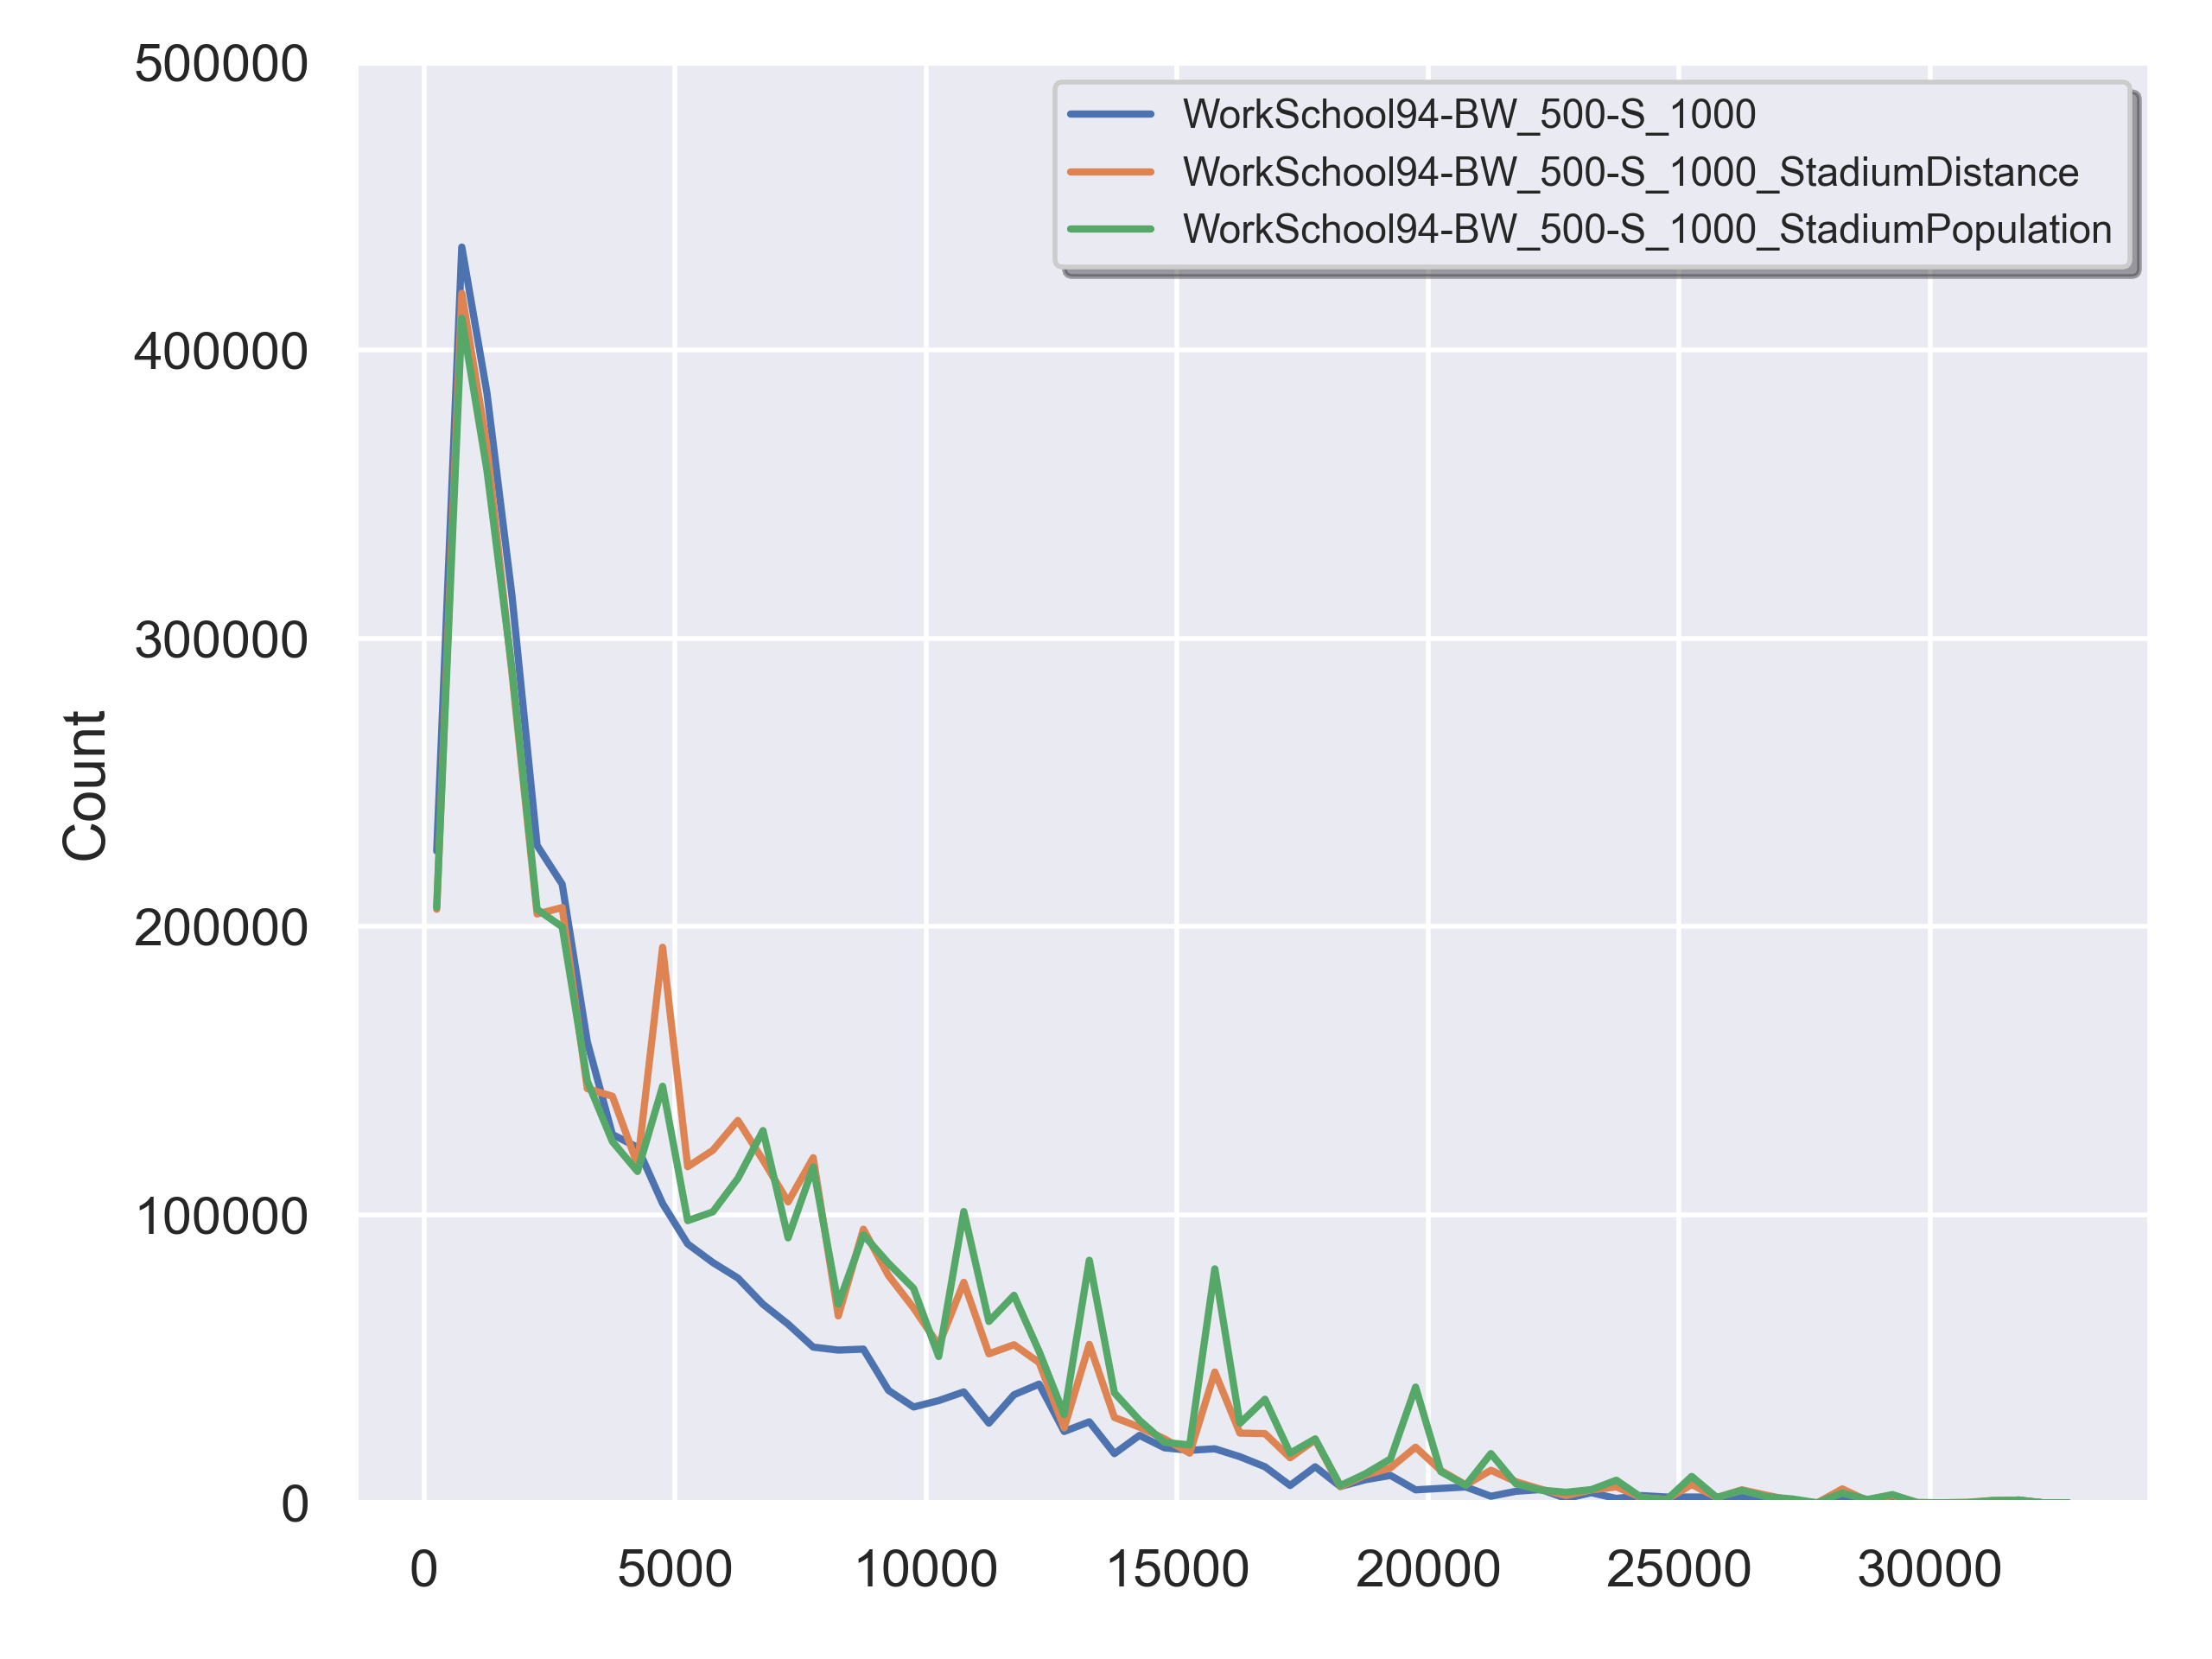 WorkSchool94-BW_500-S_1000
WorkSchool94-BW_500-S_1000_StadiumDistance
WorkSchool94-BW_500-S_1000_StadiumPopulation
500000
400000
300000
200000
100000
0
Count
0 5000 10000 15000 20000 25000 30000